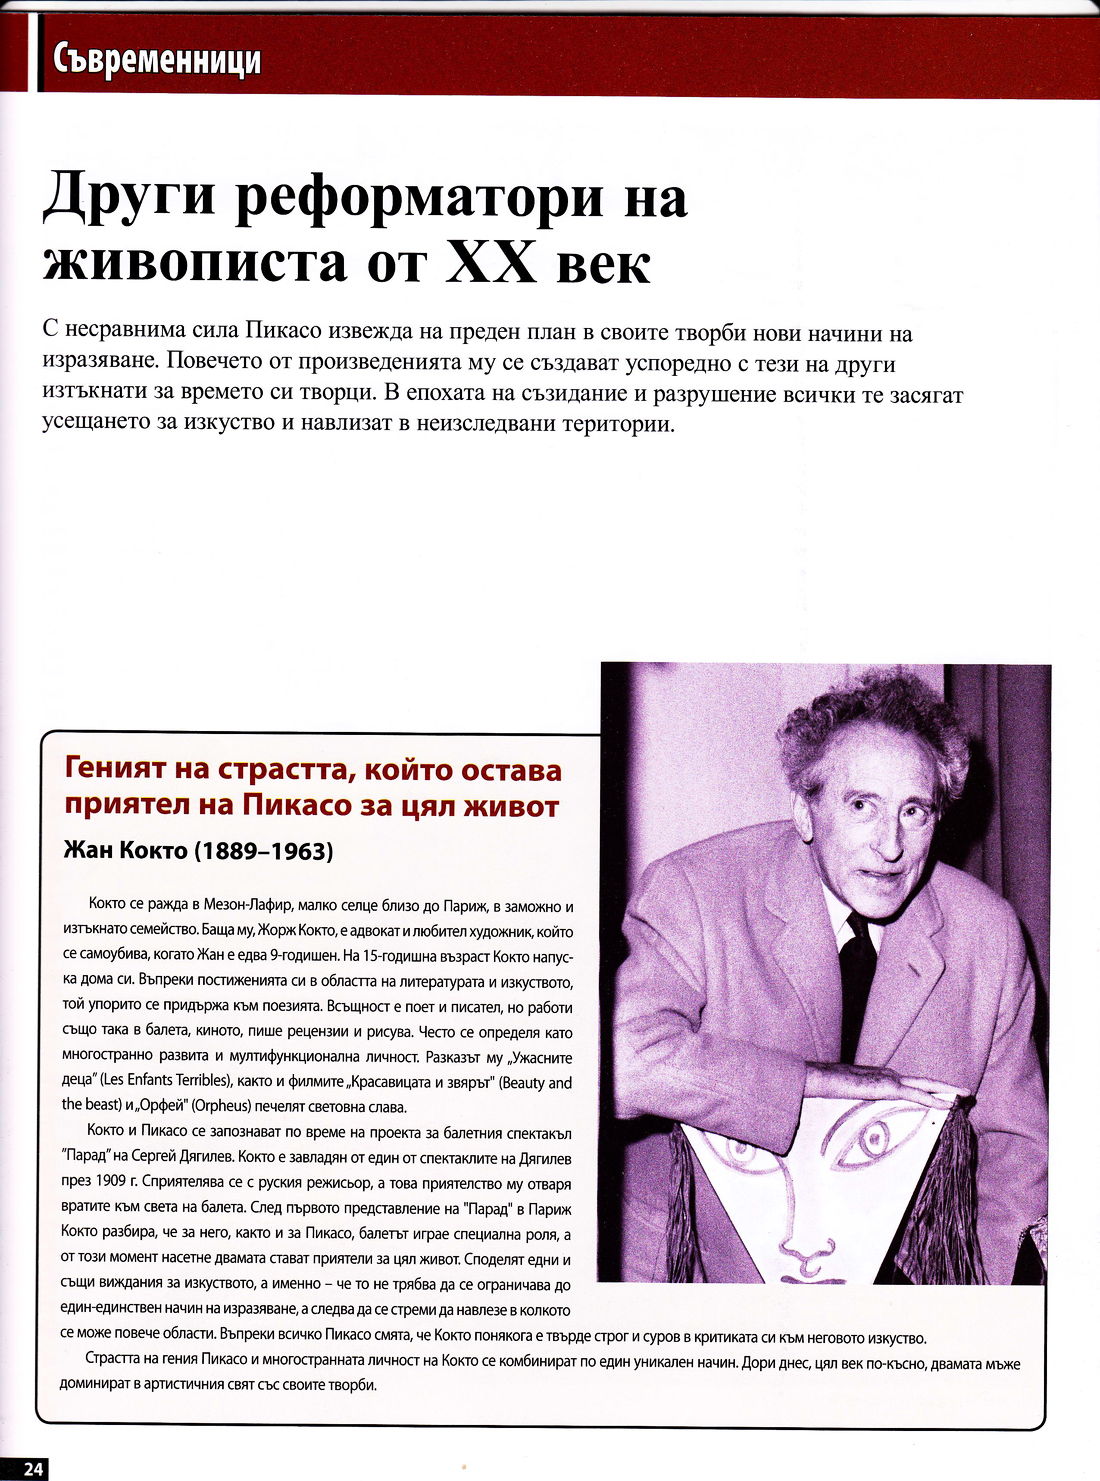 Съвременници
Други реформатори на
живописта от XX век
С несравнима сила Пикасо извежда на преден план в своите творби нови начини на
изразяване. Повечето от произведенията му се създават успоредно с тези на други
изтъкнати за времето си творци. В епохата на съзидание и разрушение всички те засягат
усещането за изкуство и навлизат в неизследвани територии.
Геният на страстта, който остава
приятел на Пикасо за цял живот
Жан Кокто (1889–1963)
Кокто се ражда в Мезон-Лафир, малко селце близо до Париж, в заможно и
изтъкнато семейство. Баща му, Жорж Кокто, е адвокат и любител художник, който
се самоубива, когато Жан е едва 9-годишен. На 15-годишна възраст Кокто напус-
ка дома си. Въпреки постиженията си в областта на литературата и изкуството,
той упорито се придържа към поезията. Всъщност е поет и писател, но работи
също така в балета, киното, пише рецензии и рисува. Често се определя като
многостранно развита и мултифункционална личност. Разказът му „Ужасните
деца" (Les Enfants Terribles), както и филмите „Красавицата и звярът" (Beauty and
the beast) и „Орфей" (Orpheus) печелят световна слава.
Кокто и Пикасо се запознават по време на проекта за балетния спектакъл
"Парад" на Сергей Дягилев. Кокто е завладян от един от спектаклите на Дягилев
през 1909 г. Сприятелява се с руския режисьор, а това приятелство му отваря
вратите към света на балета. След първото представление на "Парад" в Париж
Кокто разбира, че за него, както и за Пикасо, балетът играе специална роля, а
от този момент насетне двамата стават приятели за цял живот. Споделят едни и
същи виждания за изкуството, а именно – че то не трябва да се ограничава до
един-единствен начин на изразяване, а следва да се стреми да навлезе в колкото
се може повече области. Въпреки всичко Пикасо смята, че Кокто понякога е твърде строг и суров в критиката си към неговото изкуство.
Страстта на гения Пикасо и многостранната личност на Кокто се комбинират по един уникален начин. Дори днес, цял век по-късно, двамата мъже
доминират в артистичния свят със своите творби.
24